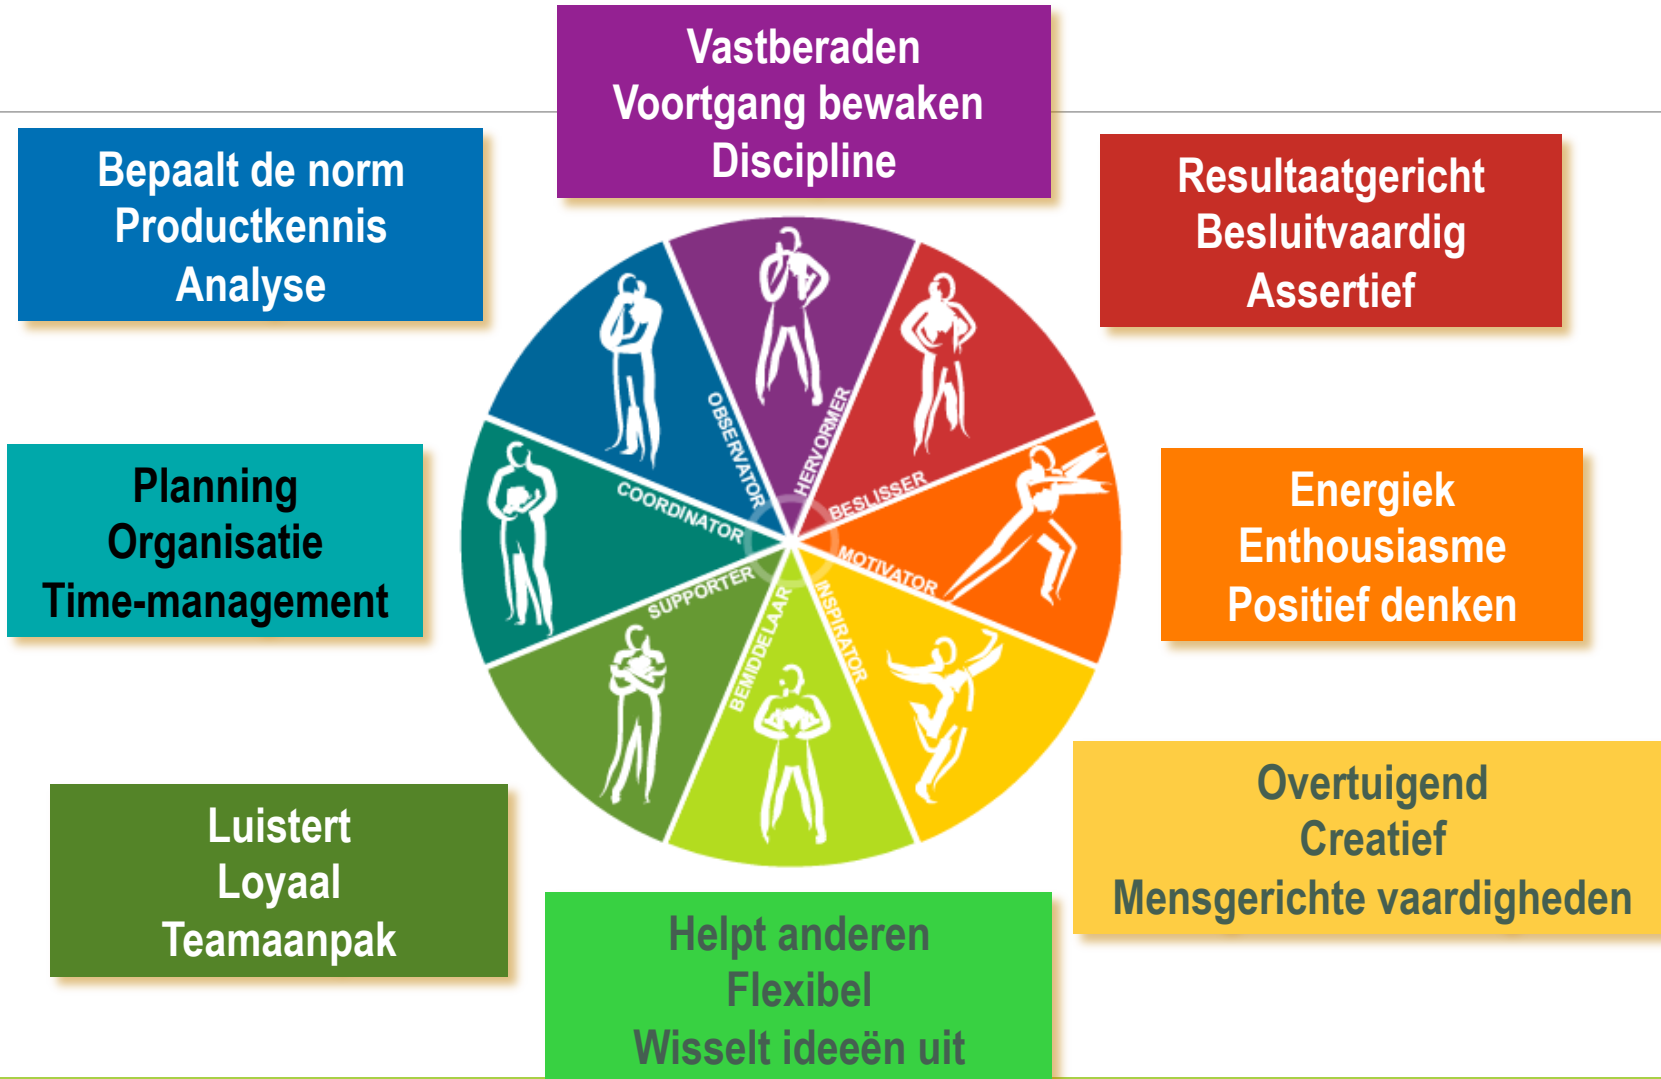 Vastberaden
Voortgang bewaken
Discipline
Bepaalt de norm
Productkennis
Analyse
Resultaatgericht
Besluitvaardig
Assertief
OBSERVATOR
HERVORMER
BESLISSER
COORDINATOR
MOTIVATOR
SUPPORTER
BEMIDDELAAR
INSPIRATOR
Planning
Organisatie
Time-management
Energiek
Enthousiasme
Positief denken
Luistert
Loyaal
Teamaanpak
Overtuigend
Creatief
Mensgerichte vaardigheden
Helpt anderen
Flexibel
Wisselt ideeën uit